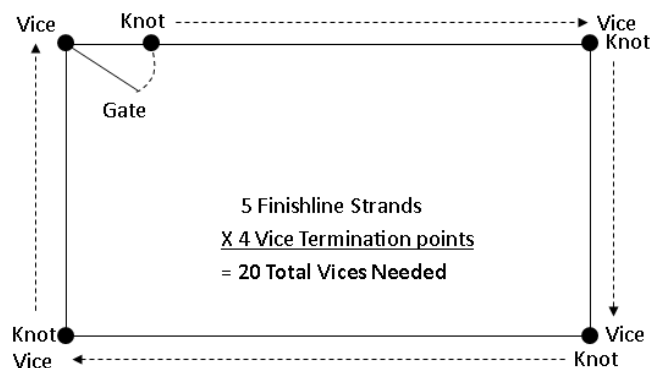 Vice
Knot
Vice
Knot
Gate
5 Finishline Strands
X 4 Vice Termination points
= 20 Total Vices Needed
Knot
Vice
Vice
Knot